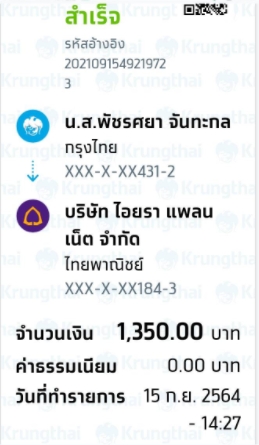 สำเร็จ
รหัสอ้างอิง
202109154921972
3
น.ส.พัชรศยา จันทะกล
กรุงไทย
XXX-X-XX431-2
บริษัท ไอยรา แพลน
เน็ต จำกัด
ไทยพาณิชย์
XXX-X-XX184-3
จำนวนเงิน 1,350.00 บาท
ค่าธรรมเนียม 0.00 บาท
วันที่ทำรายการ 15 ก.ย. 2564
- 14:27
Krungthai